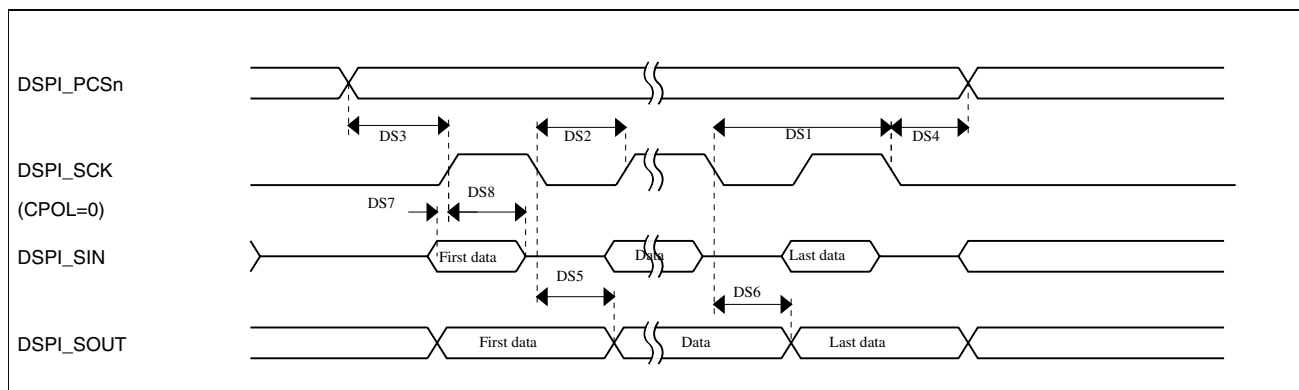 DSPI_PCSn
DS3
DS2
DS1
DS4
DSPI_SCK
(CPOL=0)
DS7
DS8
DSPI_SIN
First data
Data
Last data
DS5
DS6
DSPI_SOUT
First data
Data
Last data